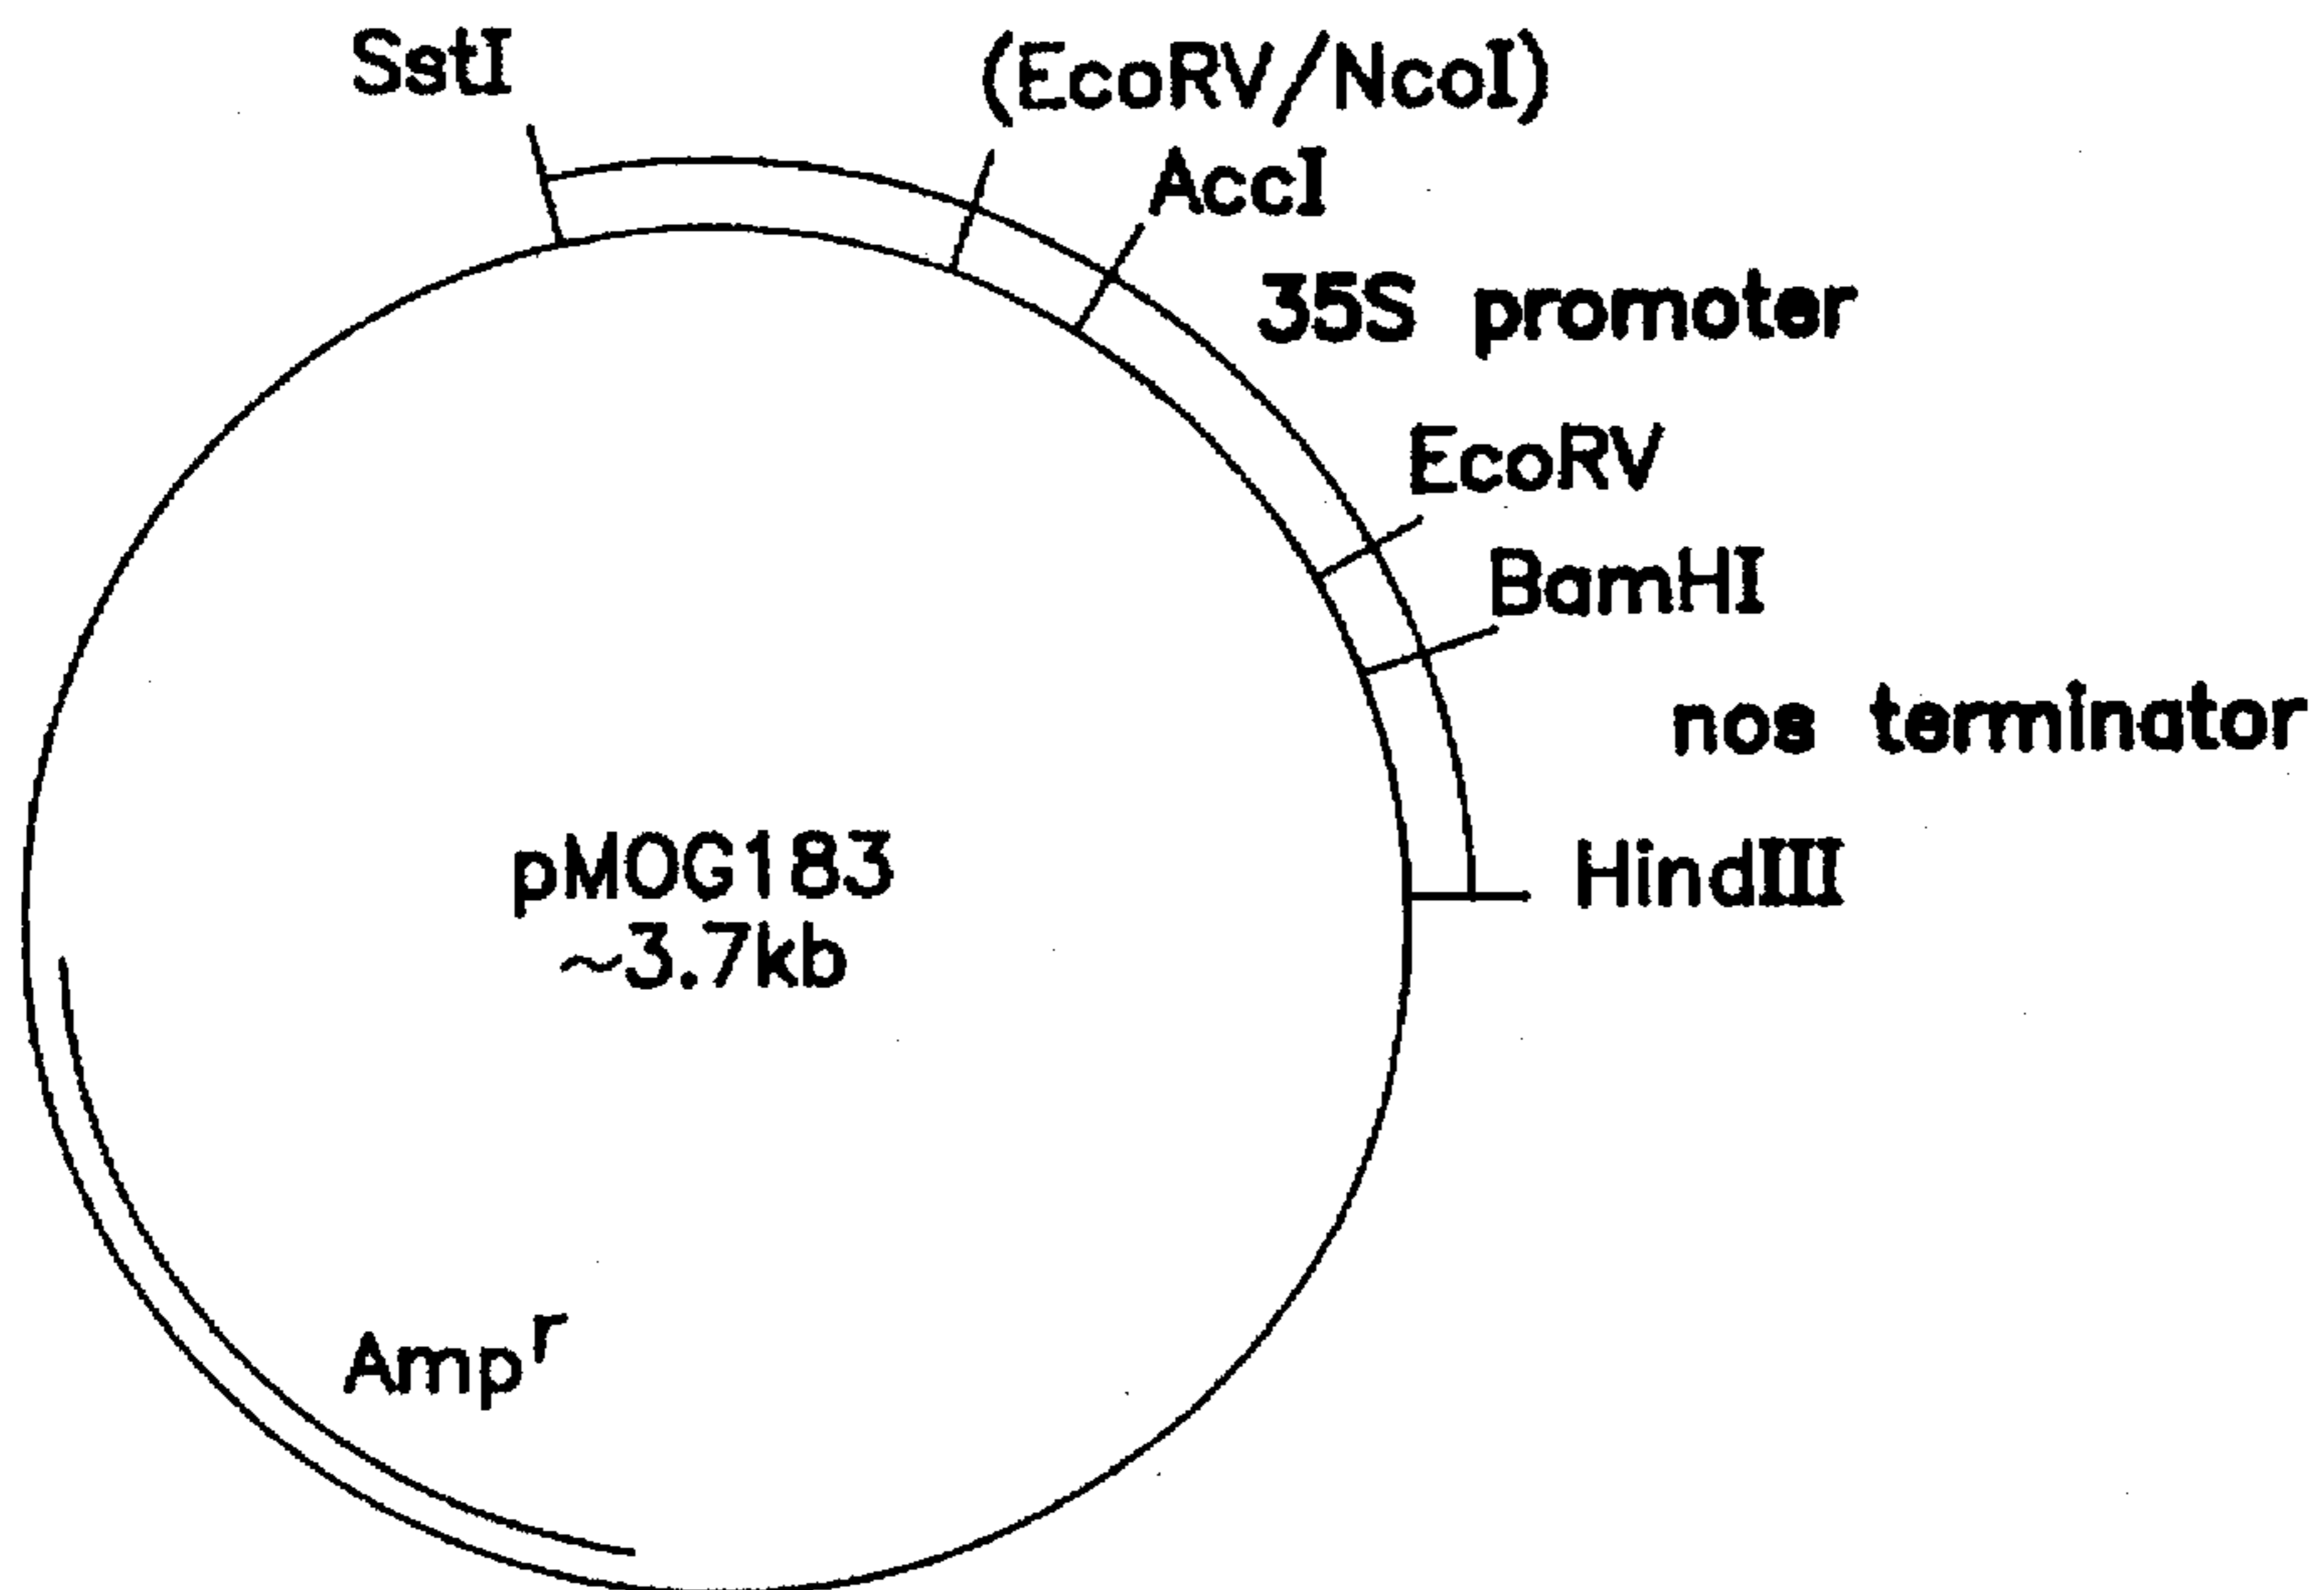 SstI
(EcoRV/NcoI)
AccI
35S promoter
EcoRV
BamHI
nos terminator
HindIII
pMOG183
~3.7kb
Amp^r